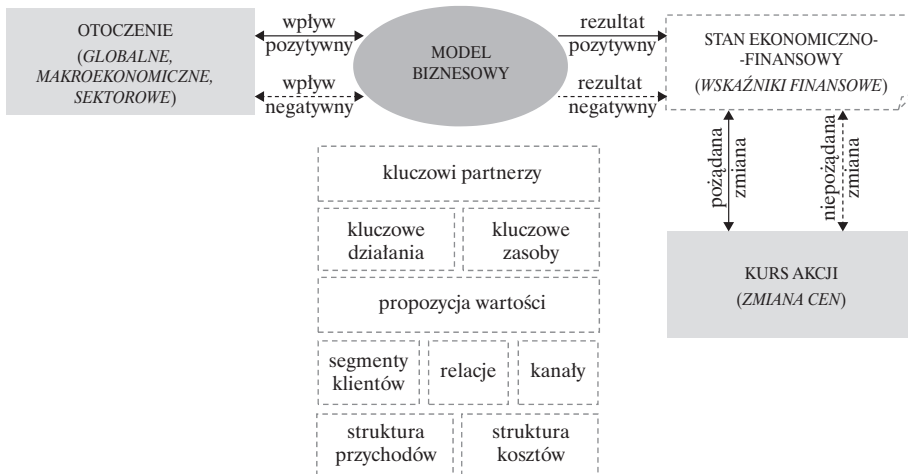 OTOCZENIE
(GLOBALNE,
MAKROEKONOMICZNE,
SEKTOROWE)
wpływ
pozytywny
wpływ
negatywny
MODEL
BIZNESOWY
rezultat
pozytywny
rezultat
negatywny
STAN EKONOMICZNO-
-FINANSOWY
(WSKAŹNIKI FINANSOWE)
pożądana
zmiana
niepożądana
zmiana
KURS AKCJI
(ZMIANA CEN)
kluczowi partnerzy
kluczowe
działania
kluczowe
zasoby
propozycja wartości
segmenty
klientów
relacje
kanały
struktura
przychodów
struktura
kosztów